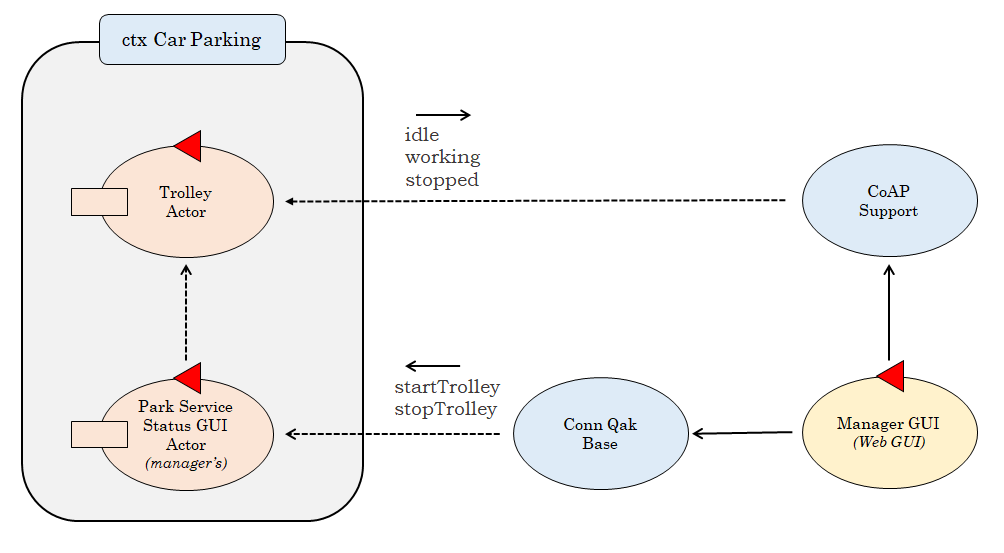 ctx Car Parking
idle
working
stopped
Trolley
Actor
CoAP
Support
startTrolley
stopTrolley
Park Service
Status GUI
Actor
(manager's)
Conn Qak
Base
Manager GUI
(Web GUI)